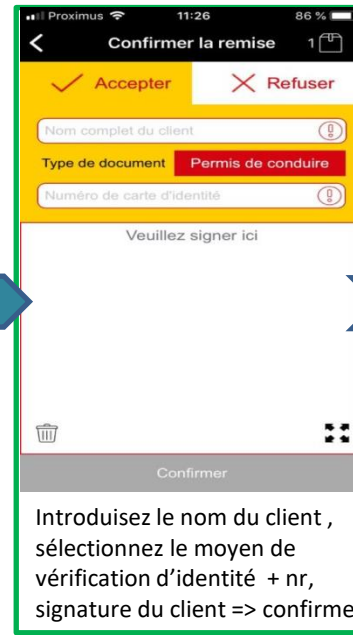 Proximus 11:26 86 %
Confirmer la remise 1
Accepter Refuser
Nom complet du client
Type de document Permis de conduire
Numéro de carte d'identité
Veuillez signer ici
Confirmer
Introduisez le nom du client ,
sélectionnez le moyen de
vérification d'identité + nr,
signature du client => confirme